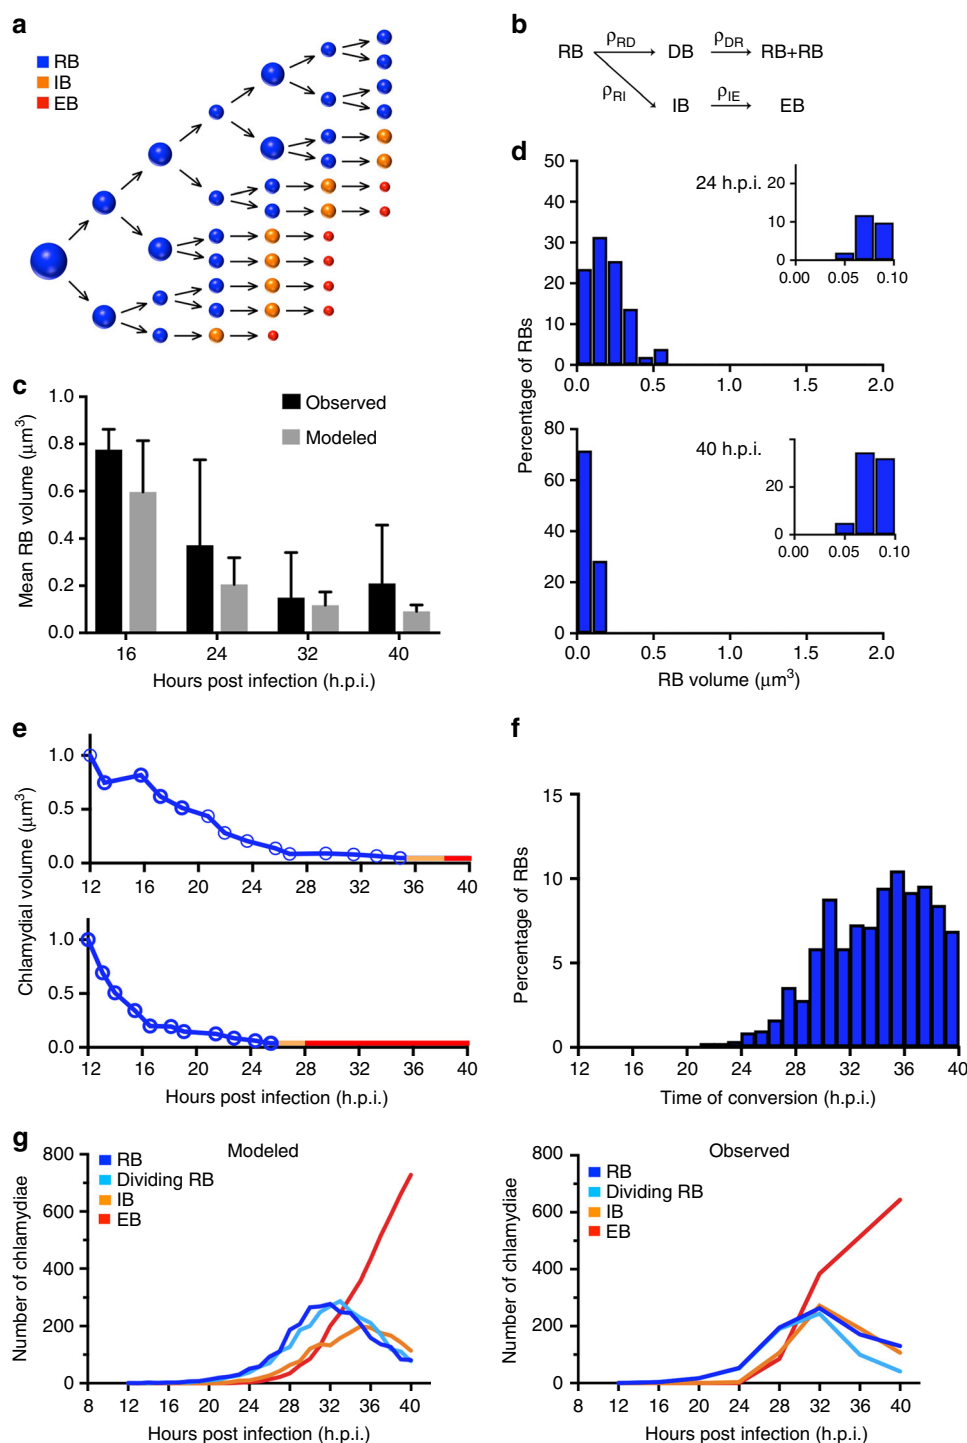 a
RB
IB
EB
b
RB ρRD DB ρDR RB+RB
ρRI IB ρIE EB
c
Mean RB volume (μm³)
1.0
0.8
0.6
0.4
0.2
0.0
Observed
Modeled
16 24 32 40
Hours post infection (h.p.i.)
d
Percentage of RBs
50
40
30
20
10
0
0.0 0.5 1.0 1.5 2.0
24 h.p.i.
20
10
0
0.00 0.05 0.10
80
60
40
20
0
0.0 0.5 1.0 1.5 2.0
RB volume (μm³)
40 h.p.i.
20
0
0.00 0.05 0.10
e
Chlamydial volume (μm³)
1.0
0.5
0.0
12 16 20 24 28 32 36 40
1.0
0.5
0.0
12 16 20 24 28 32 36 40
Hours post infection (h.p.i.)
f
Percentage of RBs
15
10
5
0
12 16 20 24 28 32 36 40
Time of conversion (h.p.i.)
g
Modeled
Number of chlamydiae
800
600
400
200
0
RB
Dividing RB
IB
EB
8 12 16 20 24 28 32 36 40
Hours post infection (h.p.i.)
Observed
Number of chlamydiae
800
600
400
200
0
RB
Dividing RB
IB
EB
8 12 16 20 24 28 32 36 40
Hours post infection (h.p.i.)